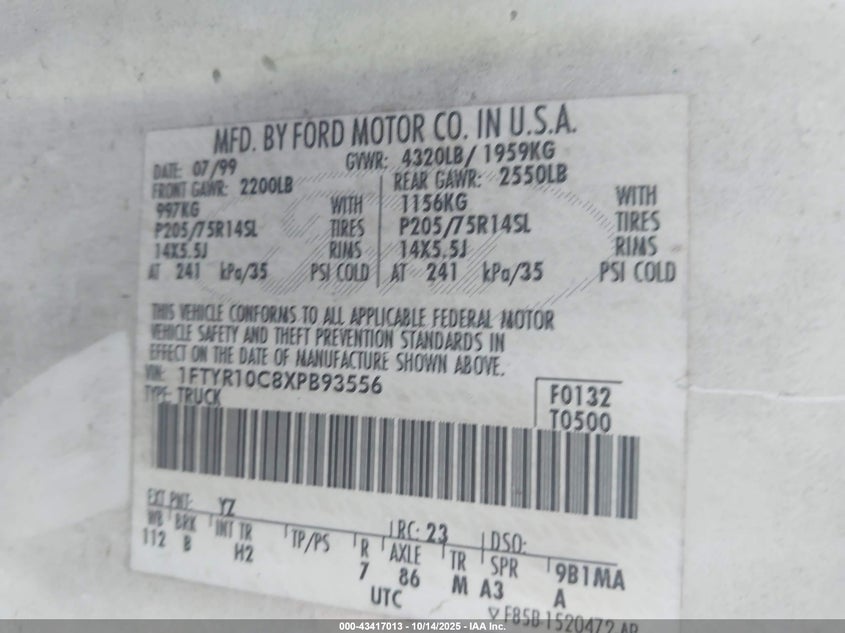 MFD. BY FORD MOTOR CO. IN U.S.A.
DATE: 07/99 GVWR: 4320LB/ 1959KG
FRONT GAWR: 2200LB REAR GAWR: 2550LB
997KG WITH 1156KG WITH
P205/75R14SL TIRES P205/75R14SL TIRES
14X5.5J RIMS 14X5.5J RIMS
AT 241 kPa/35 PSI COLD AT 241 kPa/35 PSI COLD
THIS VEHICLE CONFORMS TO ALL APPLICABLE FEDERAL MOTOR
VEHICLE SAFETY AND THEFT PREVENTION STANDARDS IN
EFFECT ON THE DATE OF MANUFACTURE SHOWN ABOVE.
VIN: 1FTYR10C8XPB93556
TYPE: TRUCK
F0132
T0500
EXT PNT: YZ RC: 23 DSO:
WB BRK INT TR TP/PS R AXLE TR SPR 9B1MA
112 B H2 7 86 M A3 A
UTC
F85B-1520472-AP
000-43417013 - 10/14/2025 - IAA Inc.